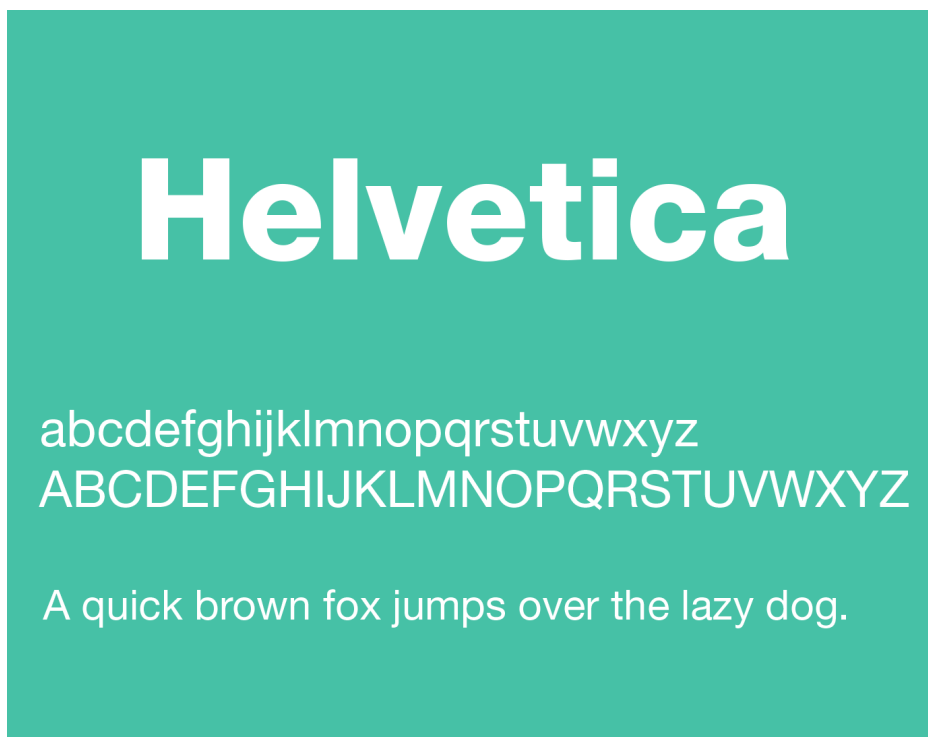 Helvetica
abcdefghijklmnopqrstuvwxyz
ABCDEFGHIJKLMNOPQRSTUVWXYZ
A quick brown fox jumps over the lazy dog.